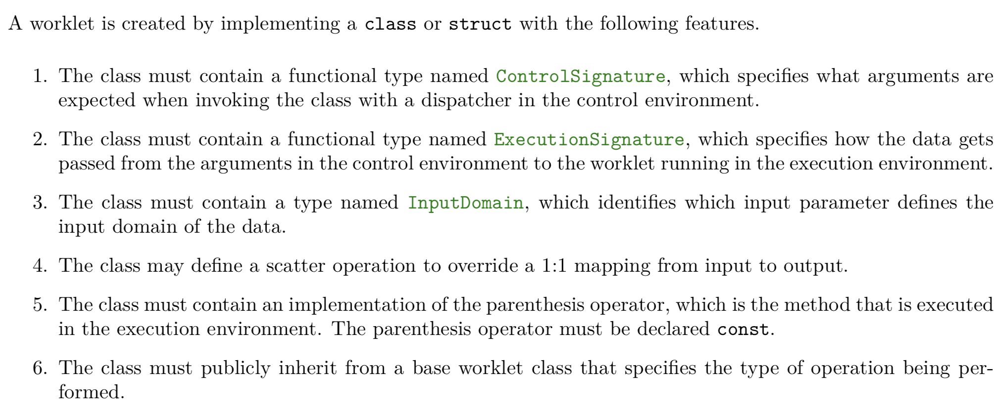 A worklet is created by implementing a class or struct with the following features.
1. The class must contain a functional type named ControlSignature, which specifies what arguments are
expected when invoking the class with a dispatcher in the control environment.
2. The class must contain a functional type named ExecutionSignature, which specifies how the data gets
passed from the arguments in the control environment to the worklet running in the execution environment.
3. The class must contain a type named InputDomain, which identifies which input parameter defines the
input domain of the data.
4. The class may define a scatter operation to override a 1:1 mapping from input to output.
5. The class must contain an implementation of the parenthesis operator, which is the method that is executed
in the execution environment. The parenthesis operator must be declared const.
6. The class must publicly inherit from a base worklet class that specifies the type of operation being per-
formed.